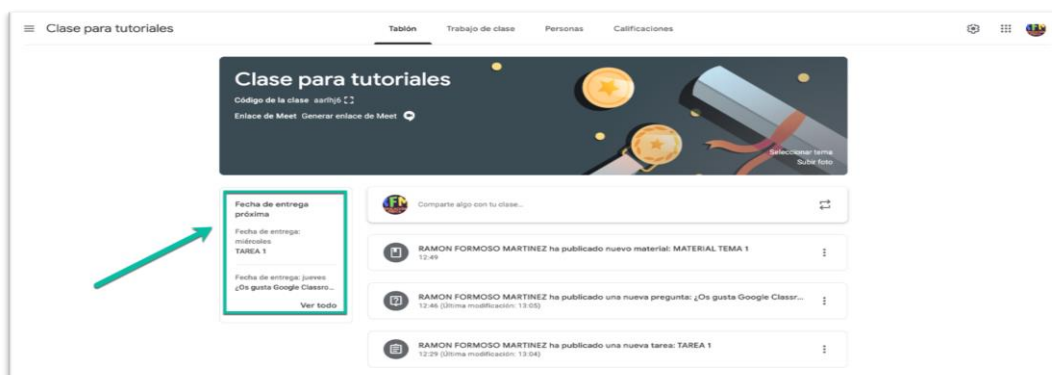 Clase para tutoriales
Tablón Trabajo de clase Personas Calificaciones
Clase para tutoriales
Código de la clase aarlhj6
Enlace de Meet Generar enlace de Meet
Seleccionar tema
Subir foto
Fecha de entrega
próxima
Fecha de entrega:
miércoles
TAREA 1
Fecha de entrega: jueves
¿Os gusta Google Classro...
Ver todo
Comparte algo con tu clase...
RAMON FORMOSO MARTINEZ ha publicado nuevo material: MATERIAL TEMA 1
12:49
RAMON FORMOSO MARTINEZ ha publicado una nueva pregunta: ¿Os gusta Google Classr...
12:46 (Última modificación: 13:05)
RAMON FORMOSO MARTINEZ ha publicado una nueva tarea: TAREA 1
12:29 (Última modificación: 13:04)